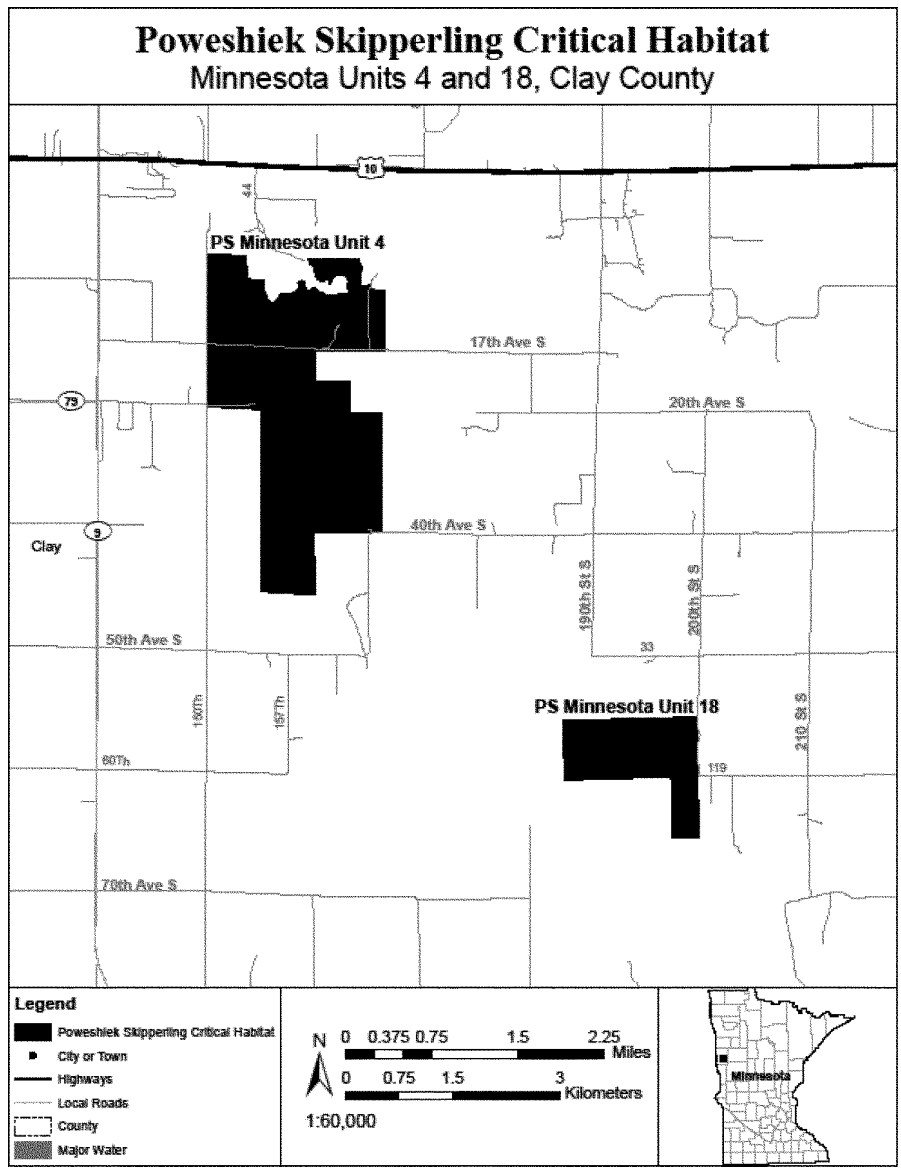 Poweshiek Skipperling Critical Habitat
Minnesota Units 4 and 18, Clay County
10
44
PS Minnesota Unit 4
17th Ave S
79
20th Ave S
40th Ave S
9
Clay
190th St S
200th St S
50th Ave S
33
150Th
157Th
PS Minnesota Unit 18
210 St S
60Th
119
70th Ave S
Legend
Poweshiek Skipperling Critical Habitat
City or Town
Highways
Local Roads
County
Major Water
N
0 0.375 0.75 1.5 2.25
Miles
0 0.75 1.5 3
Kilometers
1:60,000
Minnesota